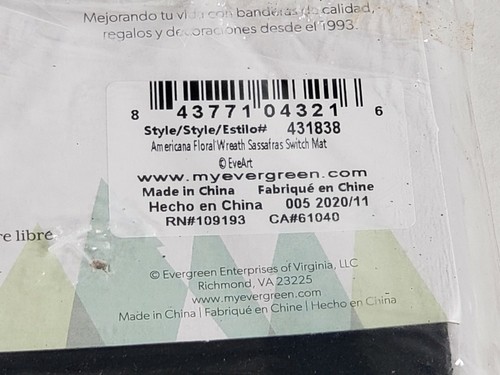 Mejorando tu vida con banderas de calidad,
regalos y decoraciones desde el 1993.
8 43771 04321 6
Style/Style/Estilo# 431838
Americana Floral Wreath Sassafras Switch Mat
© EveArt
www.myevergreen.com
Made in China Fabriqué en Chine
Hecho en China 005 2020/11
RN#109193 CA#61040
re libre
© Evergreen Enterprises of Virginia, LLC
Richmond, VA 23225
www.myevergreen.com
Made in China | Fabriqué en Chine | Hecho en China